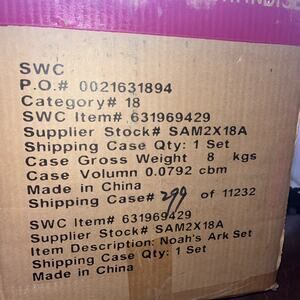 SWC
P.O.# 0021631894
Category# 18
SWC Item# 631969429
Supplier Stock# SAM2X18A
Shipping Case Qty: 1 Set
Case Gross Weight 8 kgs
Case Volumn 0.0792 cbm
Made in China
Shipping Case# 299 of 11232
SWC Item# 631969429
Supplier Stock# SAM2X18A
Item Description: Noah's Ark Set
Shipping Case Qty: 1 Set
Made in China